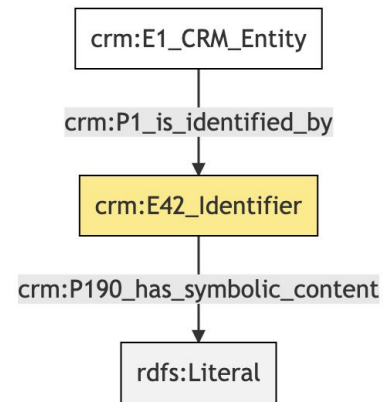 crm:E1_CRM_Entity
crm:P1_is_identified_by
crm:E42_Identifier
crm:P190_has_symbolic_content
rdfs:Literal